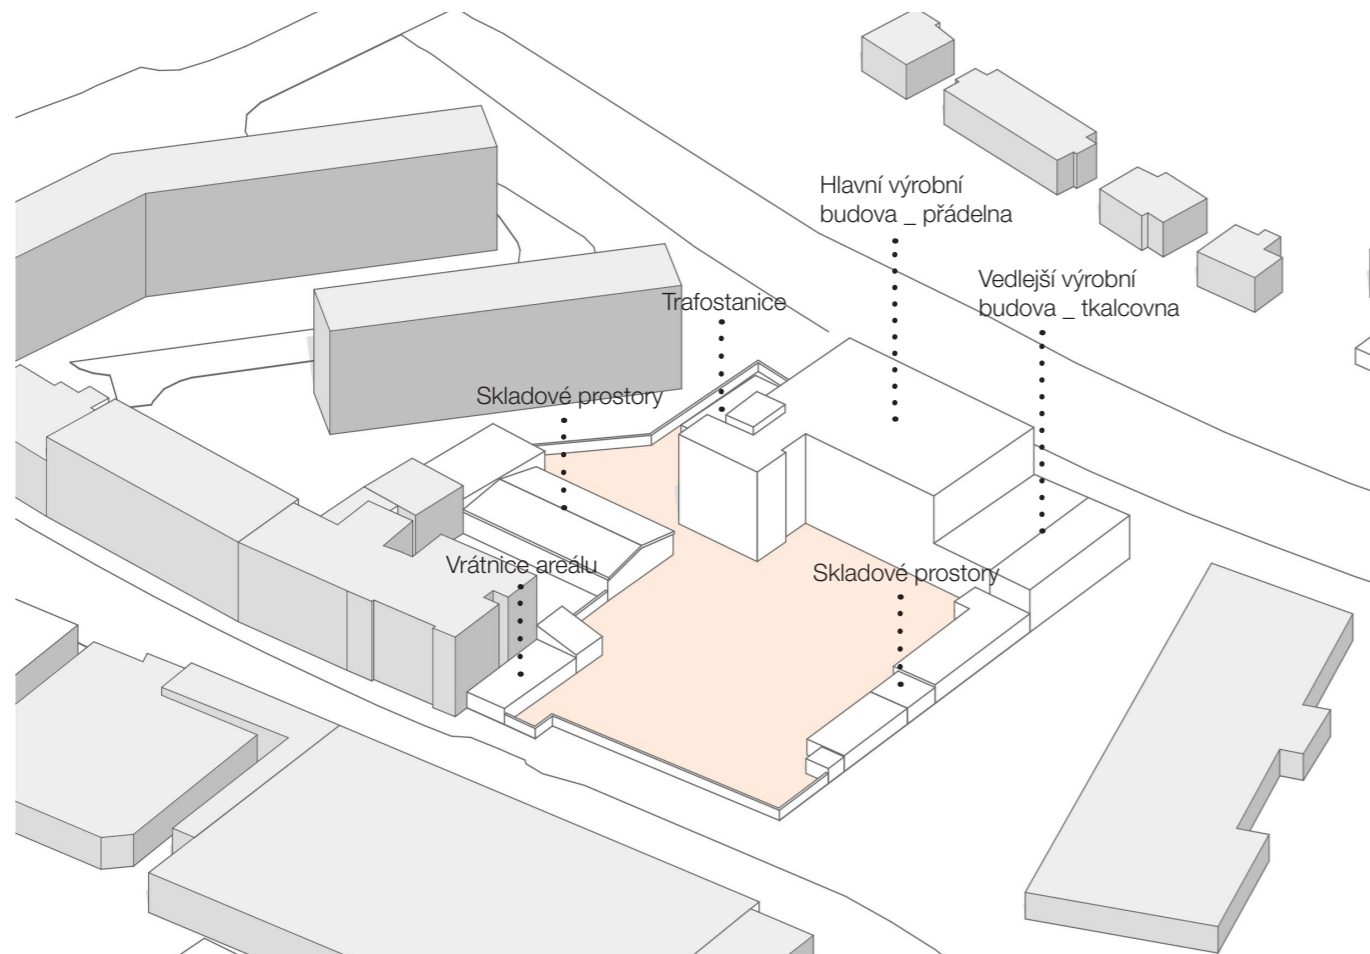 Hlavní výrobní
budova _ přádelna
Vedlejší výrobní
budova _ tkalcovna
Trafostanice
Skladové prostory
Vrátnice areálu
Skladové prostory